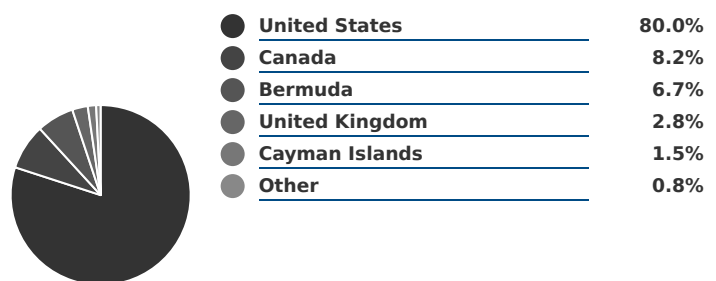 United States 80.0%
Canada 8.2%
Bermuda 6.7%
United Kingdom 2.8%
Cayman Islands 1.5%
Other 0.8%